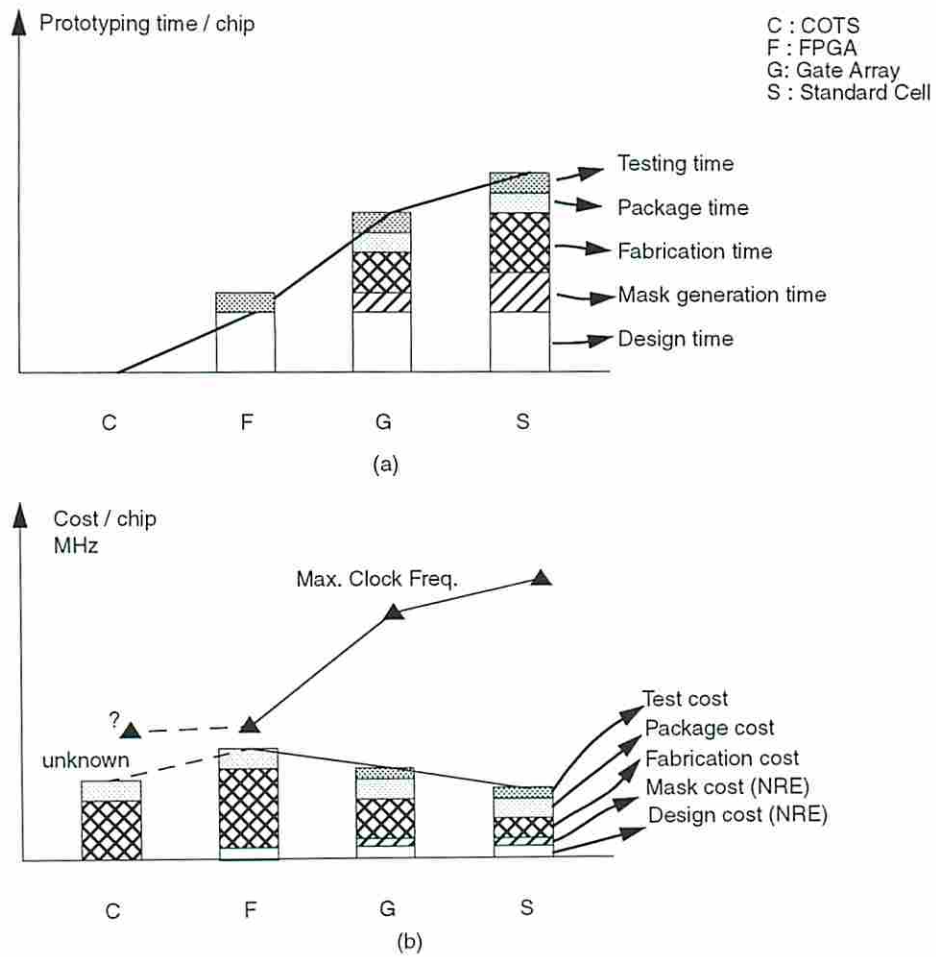 Prototyping time / chip
C : COTS
F : FPGA
G: Gate Array
S : Standard Cell
Testing time
Package time
Fabrication time
Mask generation time
Design time
C F G S
(a)
Cost / chip
MHz
Max. Clock Freq.
?
unknown
Test cost
Package cost
Fabrication cost
Mask cost (NRE)
Design cost (NRE)
C F G S
(b)